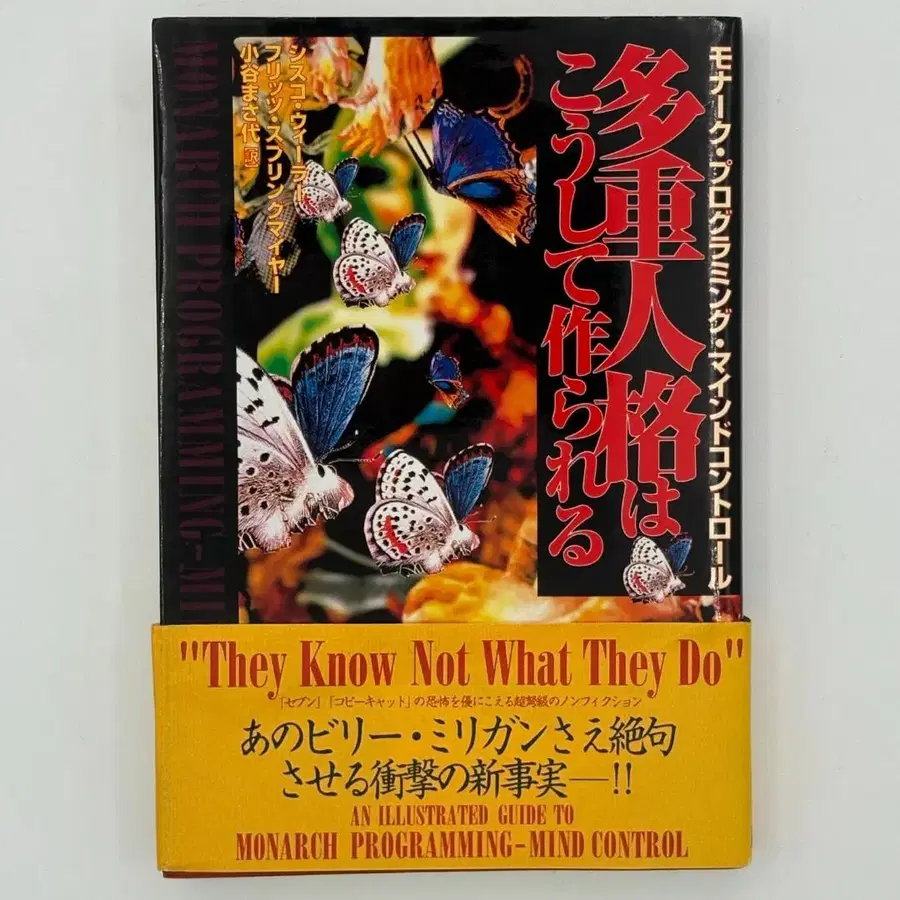 モナーク・プログラミング・マインドコントロール
多重人格は
こうして作られる
シスコ・ウィーラー
フリッツ・スプリングマイヤー
小谷まさ代[訳]
MONARCH PROGRAMMING-MI
"They Know Not What They Do"
「セブン」「コピーキャット」の恐怖を優にこえる超弩級のノンフィクション
あのビリー・ミリガンさえ絶句
させる衝撃の新事実―!!
AN ILLUSTRATED GUIDE TO
MONARCH PROGRAMMING-MIND CONTROL